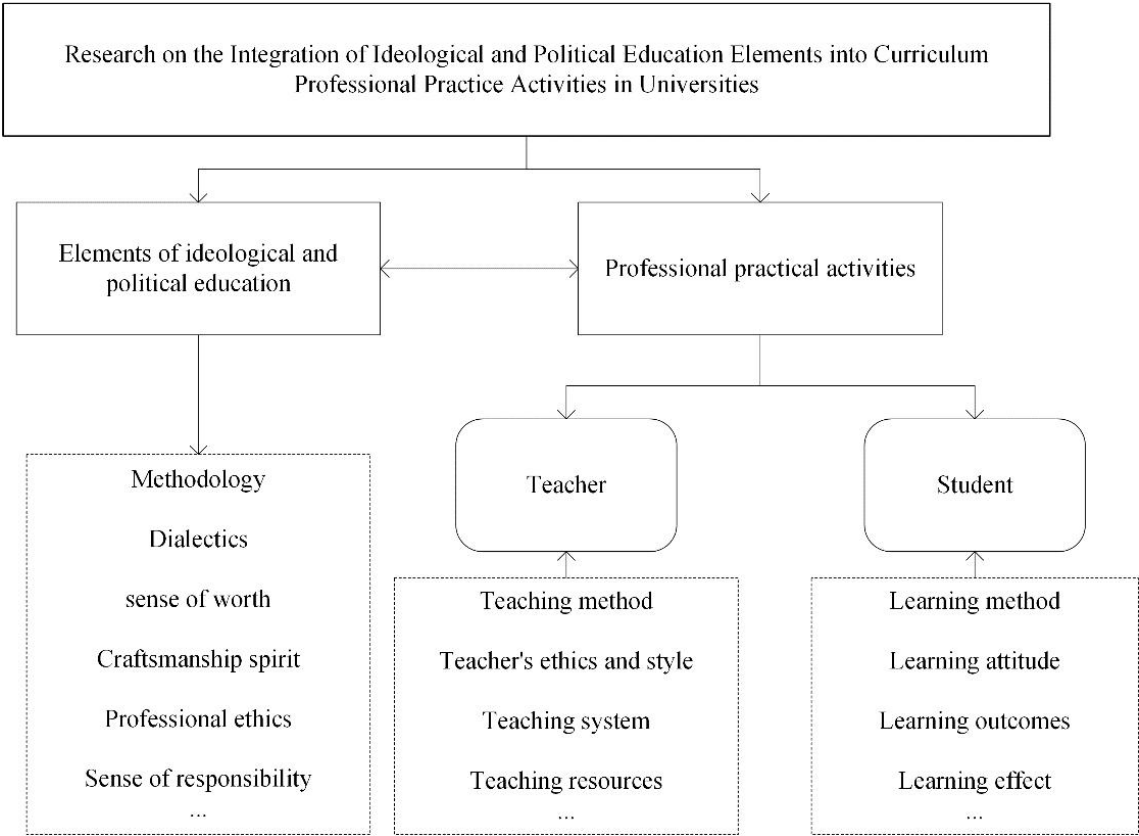 Research on the Integration of Ideological and Political Education Elements into Curriculum
Professional Practice Activities in Universities
Elements of ideological and
political education
Professional practical activities
Methodology
Dialectics
sense of worth
Craftsmanship spirit
Professional ethics
Sense of responsibility
...
Teacher
Teaching method
Teacher's ethics and style
Teaching system
Teaching resources
...
Student
Learning method
Learning attitude
Learning outcomes
Learning effect
...